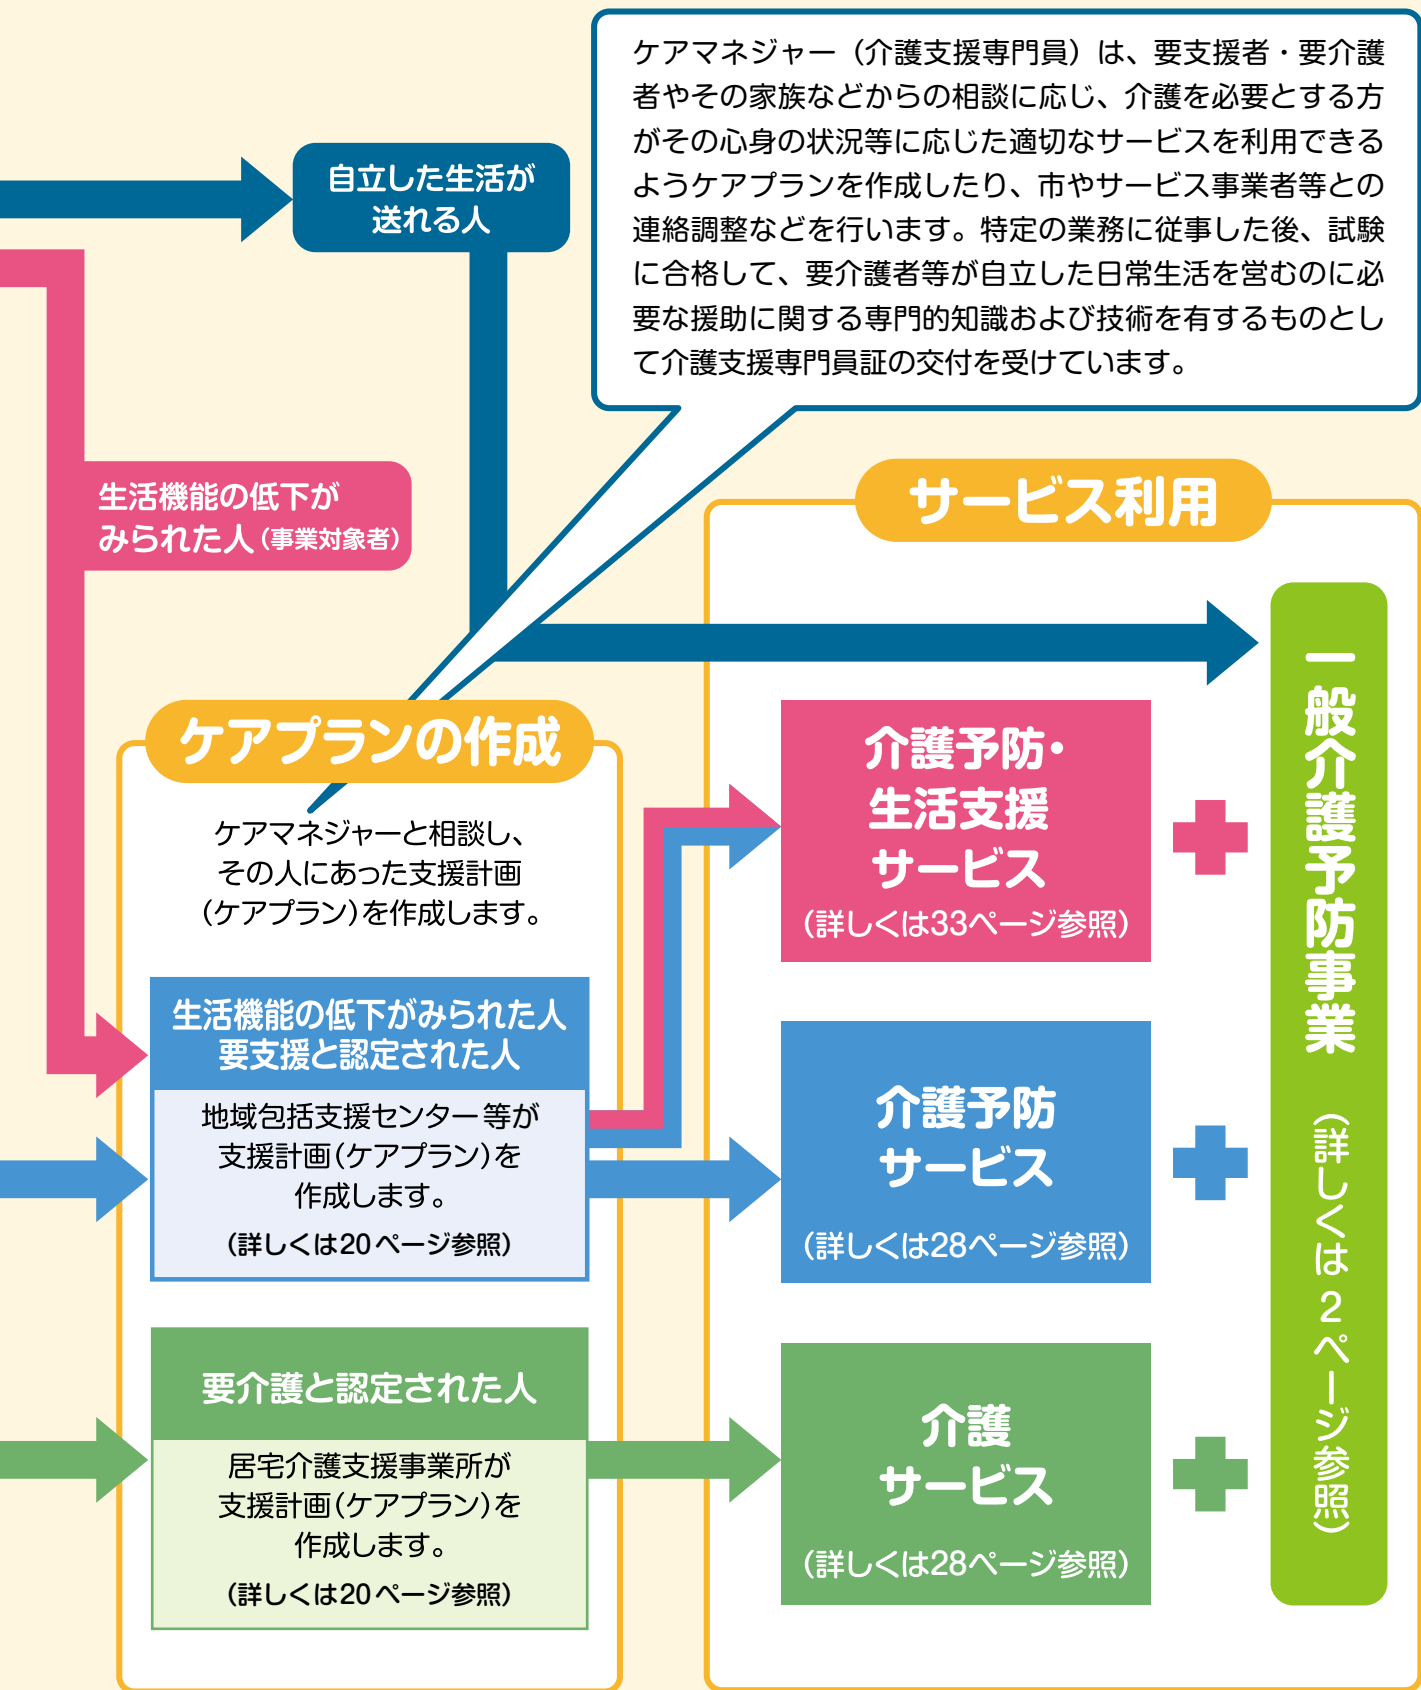 ケアマネジャー（介護支援専門員）は、要支援者・要介護
者やその家族などからの相談に応じ、介護を必要とする方
がその心身の状況等に応じた適切なサービスを利用できる
ようケアプランを作成したり、市やサービス事業者等との
連絡調整などを行います。特定の業務に従事した後、試験
に合格して、要介護者等が自立した日常生活を営むのに必
要な援助に関する専門的知識および技術を有するものとし
て介護支援専門員証の交付を受けています。
自立した生活が
送れる人
生活機能の低下が
みられた人（事業対象者）
ケアプランの作成
ケアマネジャーと相談し、
その人にあった支援計画
（ケアプラン）を作成します。
生活機能の低下がみられた人
要支援と認定された人
地域包括支援センター等が
支援計画（ケアプラン）を
作成します。
（詳しくは20ページ参照）
要介護と認定された人
居宅介護支援事業所が
支援計画（ケアプラン）を
作成します。
（詳しくは20ページ参照）
サービス利用
介護予防・
生活支援
サービス
（詳しくは33ページ参照）
介護予防
サービス
（詳しくは28ページ参照）
介護
サービス
（詳しくは28ページ参照）
一般介護予防事業（詳しくは2ページ参照）